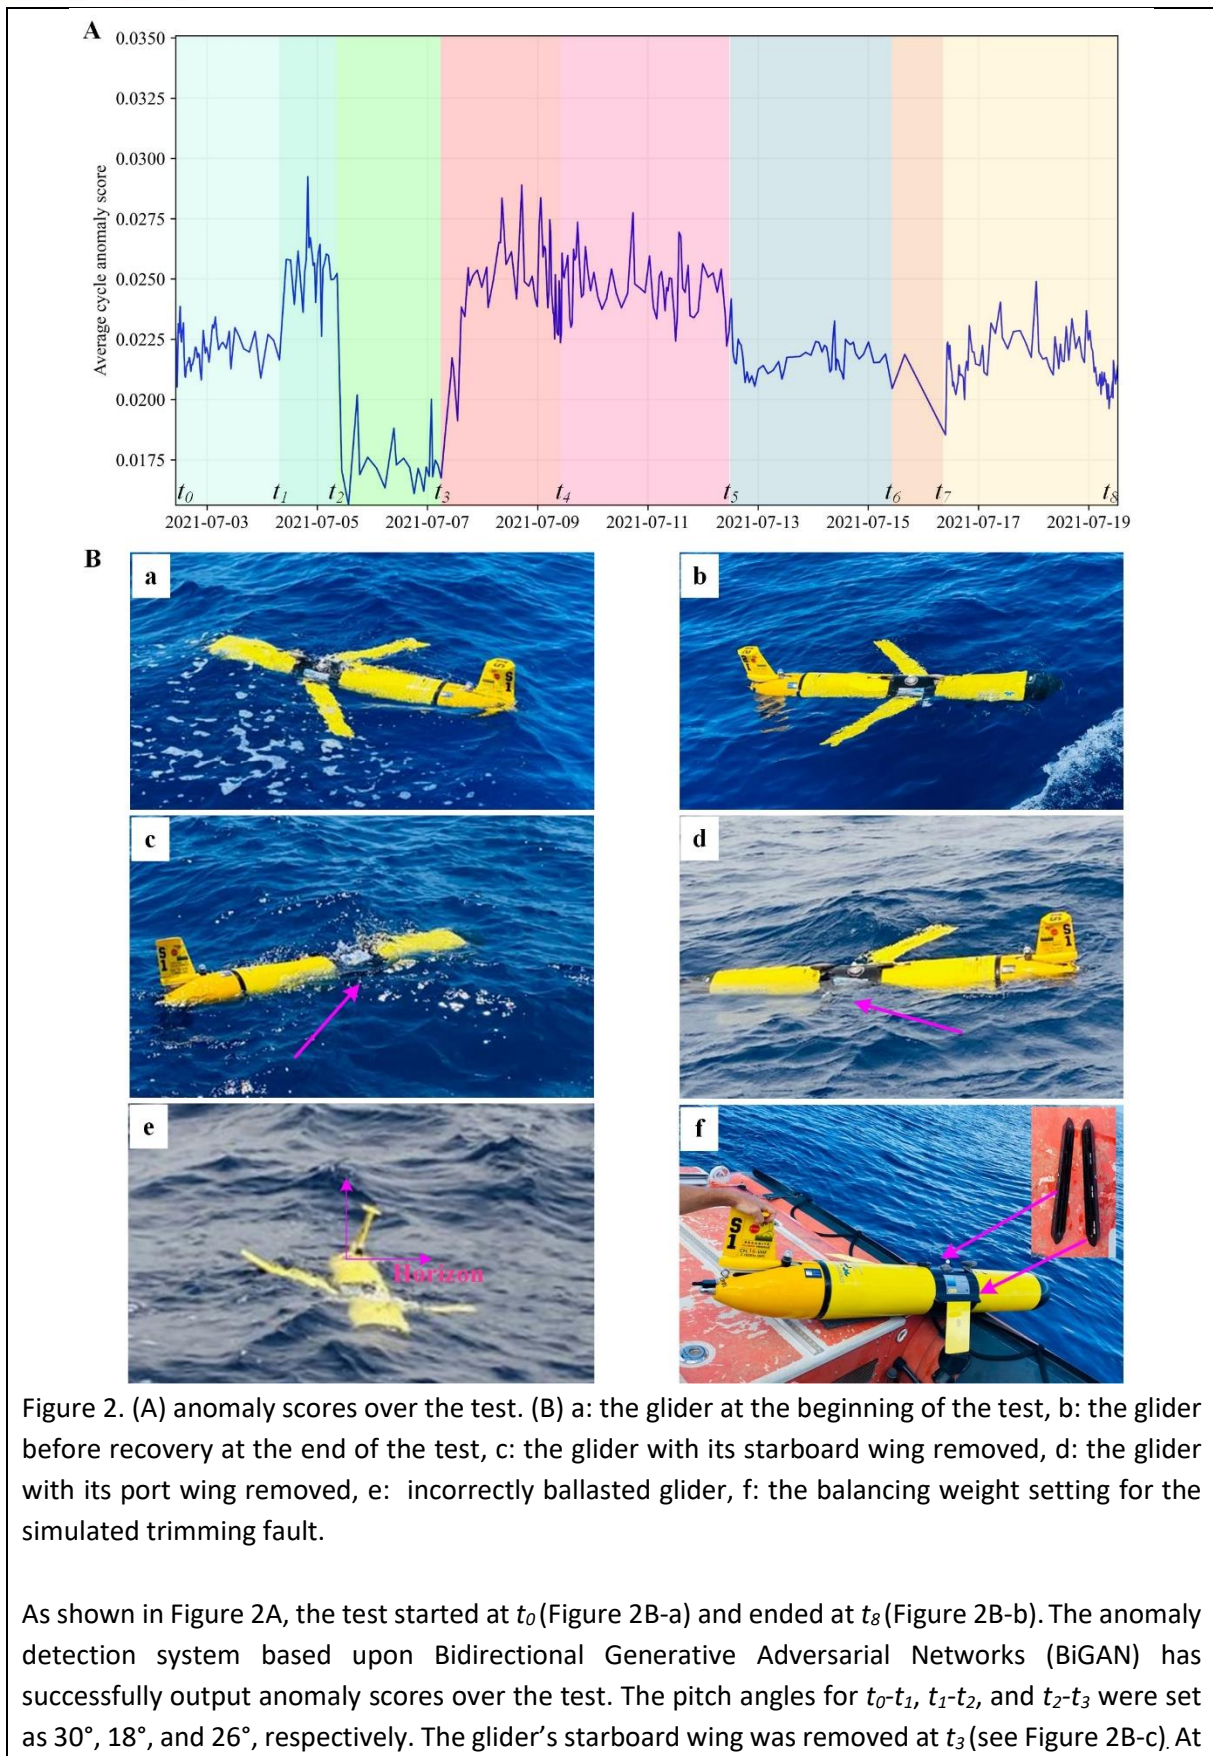 A
0.0350
0.0325
0.0300
0.0275
0.0250
0.0225
0.0200
0.0175
Average cycle anomaly score
t0 t1 t2 t3 t4 t5 t6 t7 t8
2021-07-03 2021-07-05 2021-07-07 2021-07-09 2021-07-11 2021-07-13 2021-07-15 2021-07-17 2021-07-19
B
a
S1
b
S1
c
S1
d
S1
e
Horizon
f
S1
Figure 2. (A) anomaly scores over the test. (B) a: the glider at the beginning of the test, b: the glider
before recovery at the end of the test, c: the glider with its starboard wing removed, d: the glider
with its port wing removed, e: incorrectly ballasted glider, f: the balancing weight setting for the
simulated trimming fault.
As shown in Figure 2A, the test started at t0 (Figure 2B-a) and ended at t8 (Figure 2B-b). The anomaly
detection system based upon Bidirectional Generative Adversarial Networks (BiGAN) has
successfully output anomaly scores over the test. The pitch angles for t0-t1, t1-t2, and t2-t3 were set
as 30°, 18°, and 26°, respectively. The glider’s starboard wing was removed at t3 (see Figure 2B-c). At